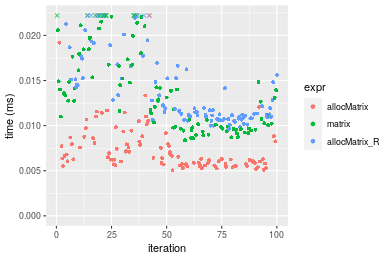 0.020
0.015
0.010
0.005
0.000
time (ms)
0
25
50
75
100
iteration
expr
allocMatrix
matrix
allocMatrix_R